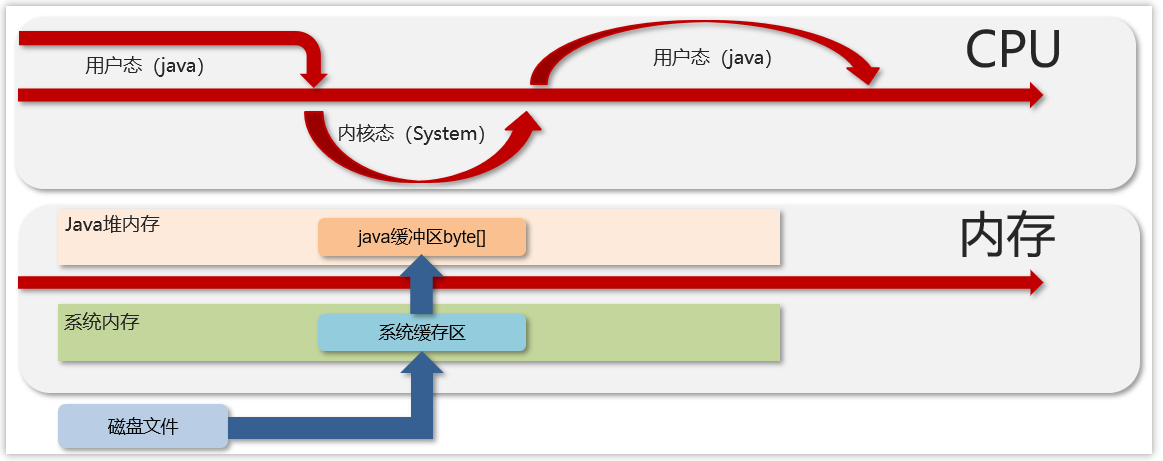 CPU
用户态（java）
用户态（java）
内核态（System）
内存
Java堆内存
java缓冲区byte[]
系统内存
系统缓存区
磁盘文件